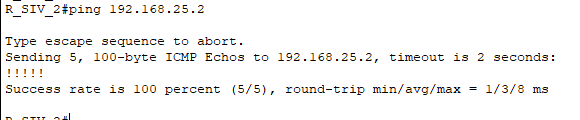 R_SIV_2#ping 192.168.25.2
Type escape sequence to abort.
Sending 5, 100-byte ICMP Echos to 192.168.25.2, timeout is 2 seconds:
!!!!!
Success rate is 100 percent (5/5), round-trip min/avg/max = 1/3/8 ms
R_SIV_2#